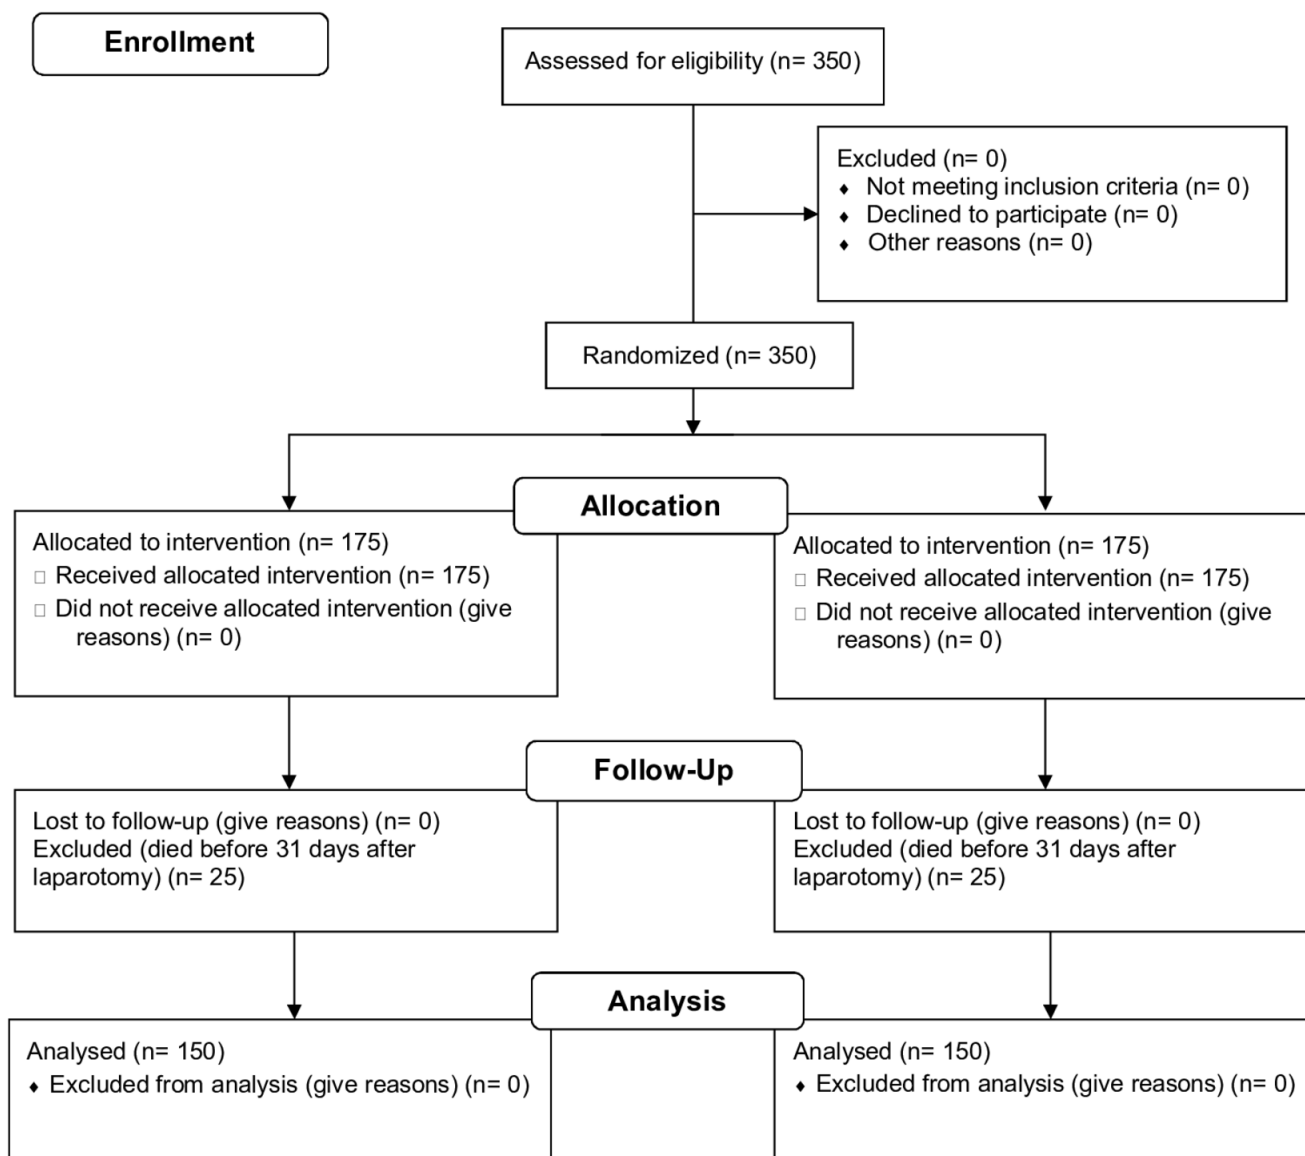 Enrollment
Assessed for eligibility (n= 350)
Excluded (n= 0)
♦ Not meeting inclusion criteria (n= 0)
♦ Declined to participate (n= 0)
♦ Other reasons (n= 0)
Randomized (n= 350)
Allocation
Allocated to intervention (n= 175)
□ Received allocated intervention (n= 175)
□ Did not receive allocated intervention (give
reasons) (n= 0)
Allocated to intervention (n= 175)
□ Received allocated intervention (n= 175)
□ Did not receive allocated intervention (give
reasons) (n= 0)
Follow-Up
Lost to follow-up (give reasons) (n= 0)
Excluded (died before 31 days after
laparotomy) (n= 25)
Lost to follow-up (give reasons) (n= 0)
Excluded (died before 31 days after
laparotomy) (n= 25)
Analysis
Analysed (n= 150)
♦ Excluded from analysis (give reasons) (n= 0)
Analysed (n= 150)
♦ Excluded from analysis (give reasons) (n= 0)